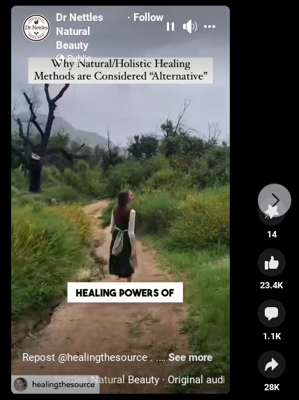 Dr Nettles Natural Beauty · Follow
Public
Why Natural/Holistic Healing
Methods are Considered “Alternative”
14
23.4K
HEALING POWERS OF
1.1K
Repost @healingthesource . .... See more
28K
Natural Beauty · Original audi
healingthesource